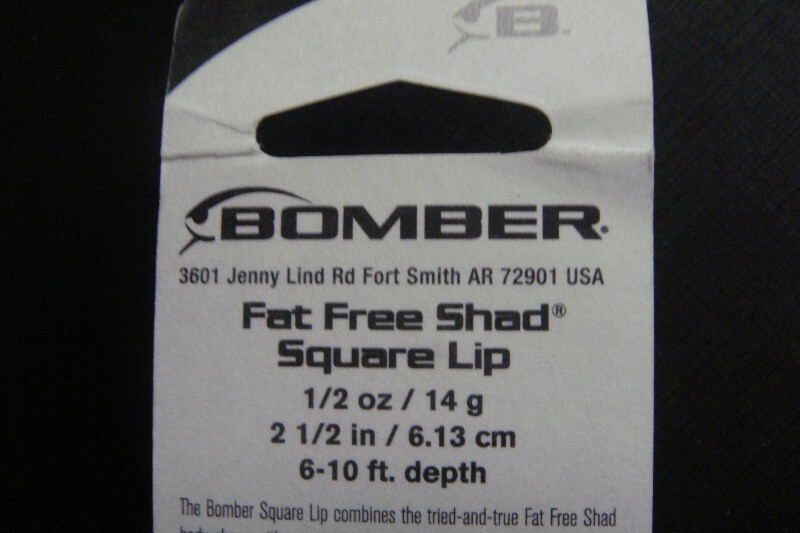 B.
BOMBER®
3601 Jenny Lind Rd Fort Smith AR 72901 USA
Fat Free Shad®
Square Lip
1/2 oz / 14 g
2 1/2 in / 6.13 cm
6-10 ft. depth
The Bomber Square Lip combines the tried-and-true Fat Free Shad